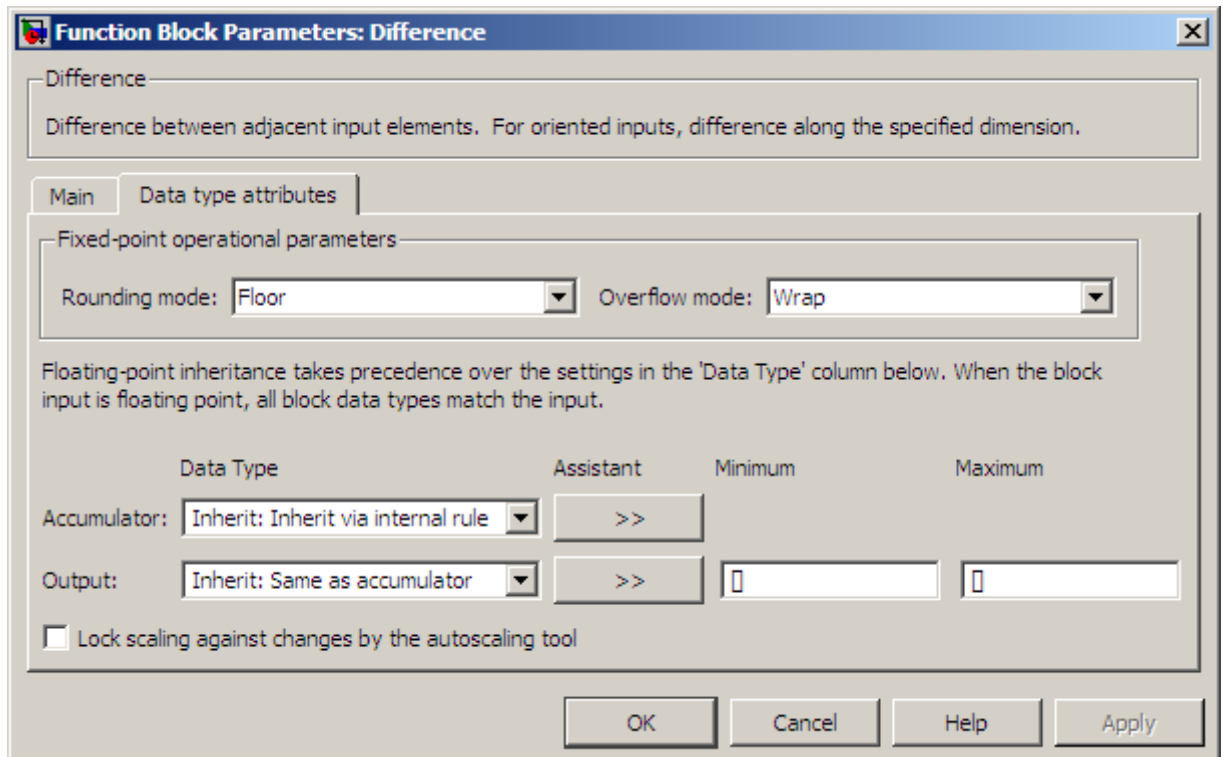 Function Block Parameters: Difference
Difference
Difference between adjacent input elements.  For oriented inputs, difference along the specified dimension.
Main Data type attributes
Fixed-point operational parameters
Rounding mode: Floor Overflow mode: Wrap
Floating-point inheritance takes precedence over the settings in the 'Data Type' column below. When the block
input is floating point, all block data types match the input.
Data Type Assistant Minimum Maximum
Accumulator: Inherit: Inherit via internal rule >>
Output: Inherit: Same as accumulator >> [] []
Lock scaling against changes by the autoscaling tool
OK Cancel Help Apply